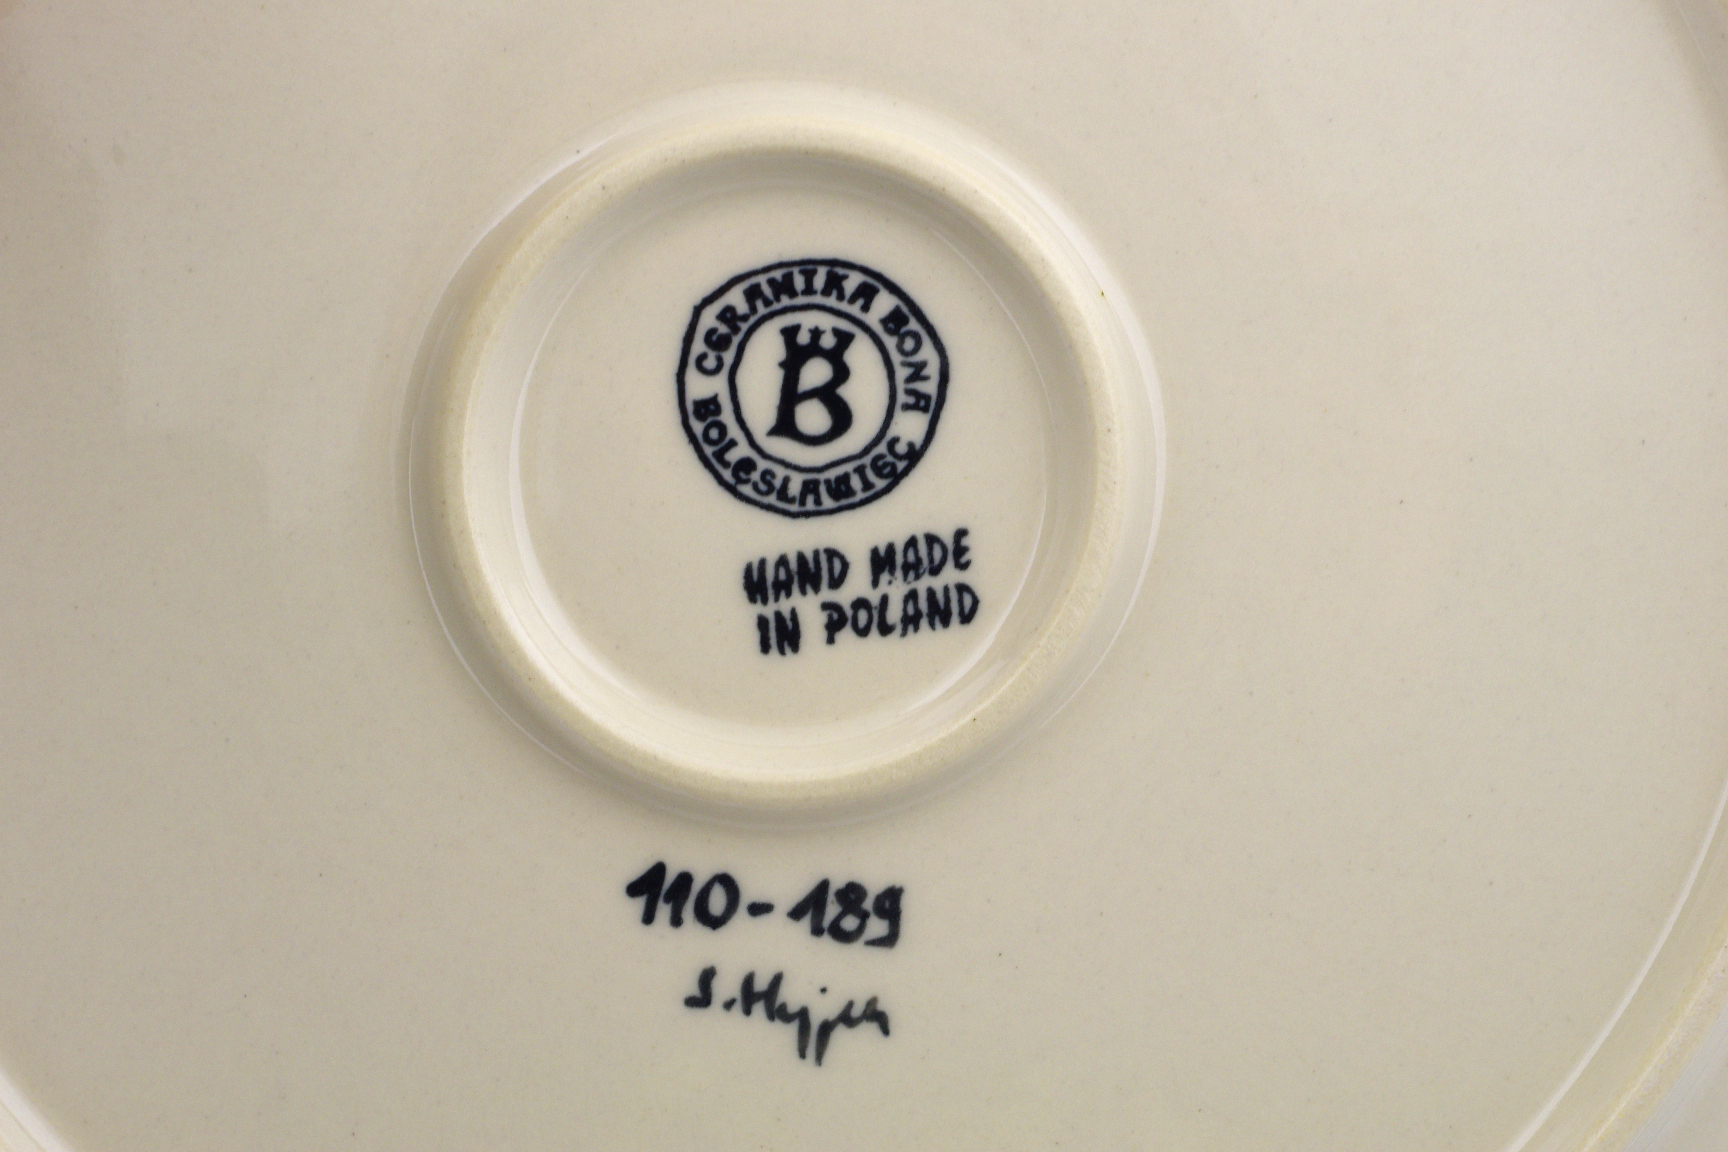 CERAMIKA BONA
B
BOLESŁAWIEC
HAND MADE
IN POLAND
110-189